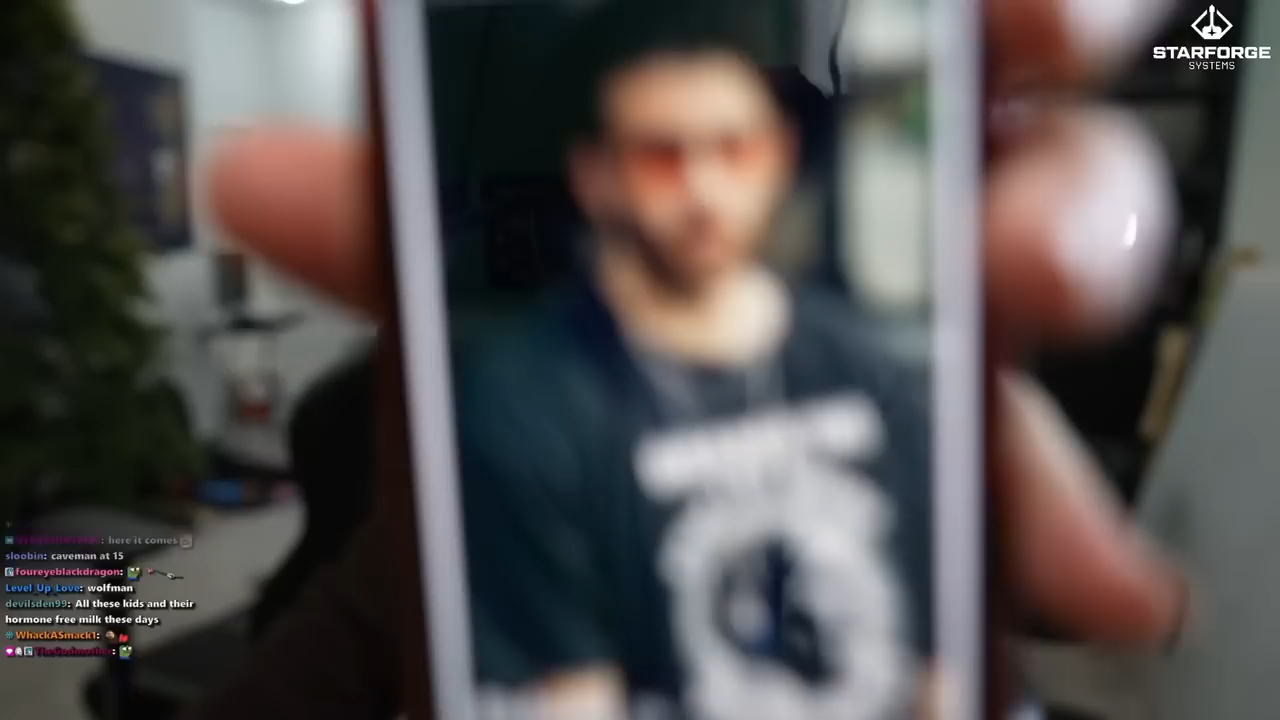 STARFORGE
SYSTEMS
: here it comes
sloobin: caveman at 15
foureyeblackdragon:
Level_Up_Love: wolfman
devilsden99: All these kids and their
hormone free milk these days
WhackASmack1:
TheGodmother: